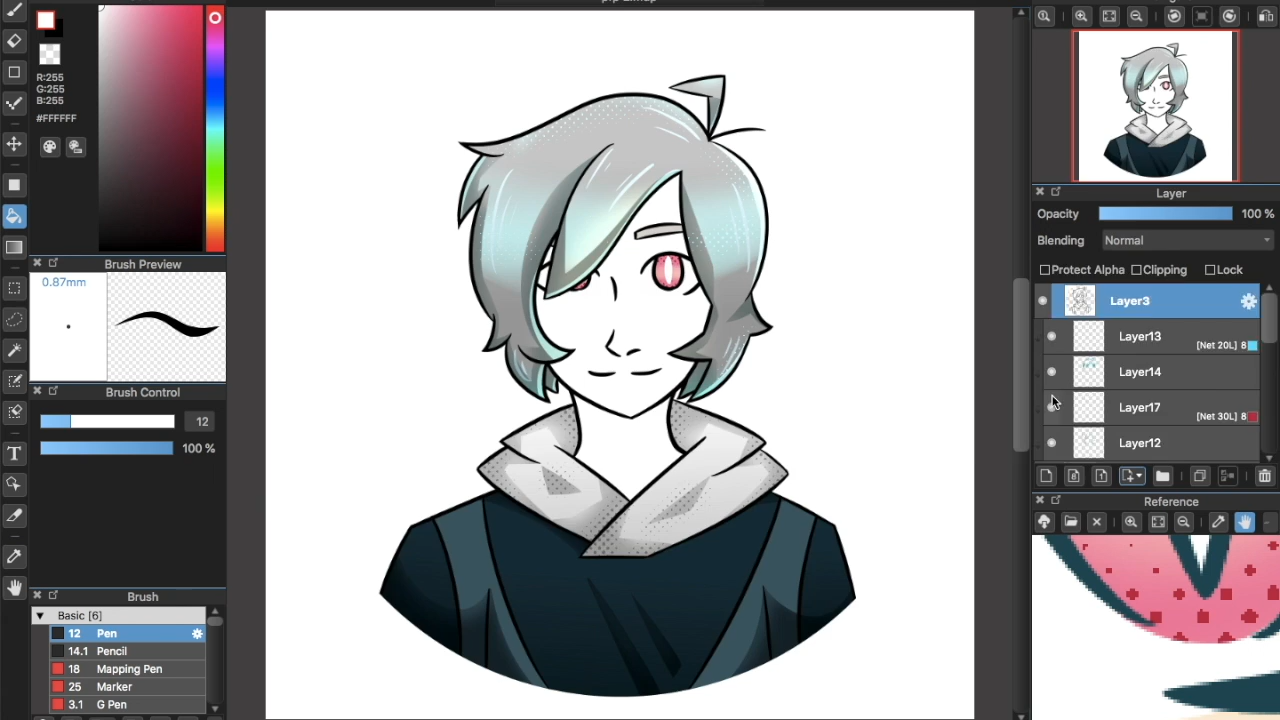 R:255
G:255
B:255
#FFFFFF
Brush Preview
0.87mm
Brush Control
12
100 %
Brush
Basic [6]
12 Pen
14.1 Pencil
18 Mapping Pen
25 Marker
3.1 G Pen
T
Layer
Opacity 100 %
Blending Normal
Protect Alpha Clipping Lock
Layer3
Layer13
[Net 20L] 8
Layer14
Layer17
[Net 30L] 8
Layer12
8
1
Reference